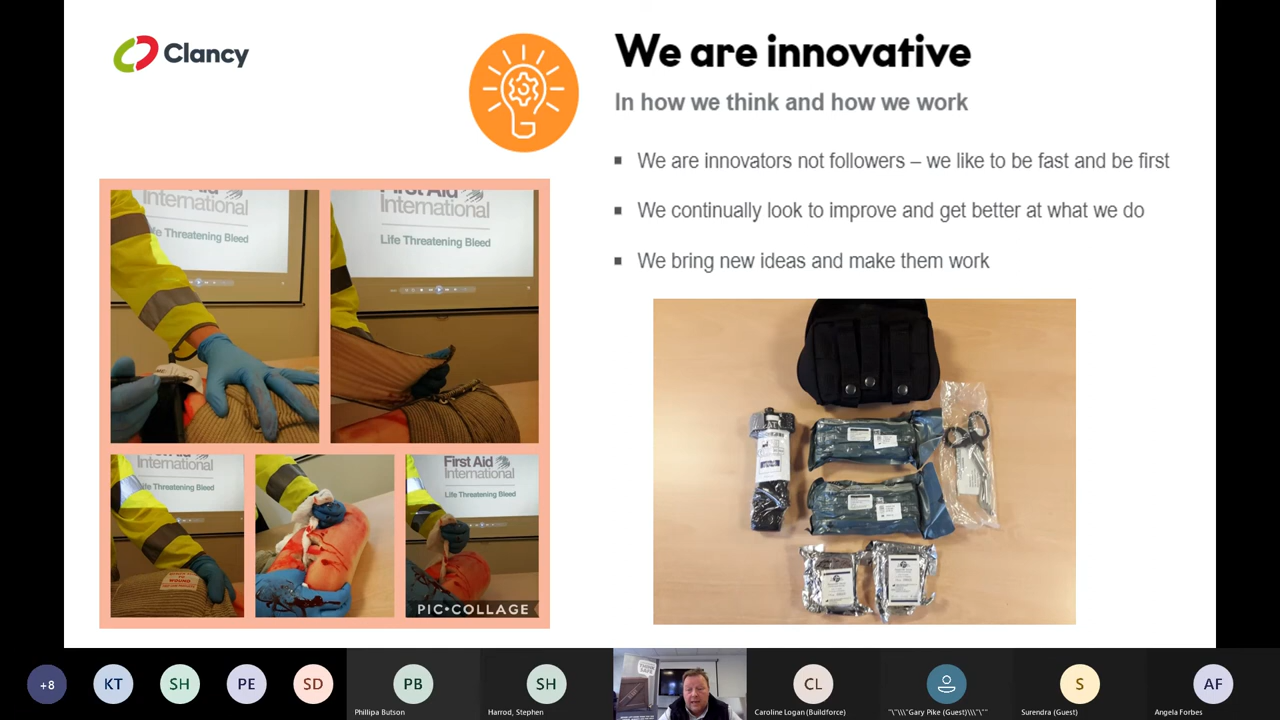 Clancy
We are innovative
In how we think and how we work
▪ We are innovators not followers – we like to be fast and be first
▪ We continually look to improve and get better at what we do
▪ We bring new ideas and make them work
International
Life Threatening Bleed
First Aid
International
Life Threatening Bleed
International
Life Threatening Bleed
First Aid
International
Life Threatening Bleed
PIC•COLLAGE
+8
KT
SH
PE
SD
PB
Phillipa Butson
SH
Harrod, Stephen
CL
Caroline Logan (Buildforce)
"\"\\\"Gary Pike (Guest)\\\"\""
S
Surendra (Guest)
AF
Angela Forbes